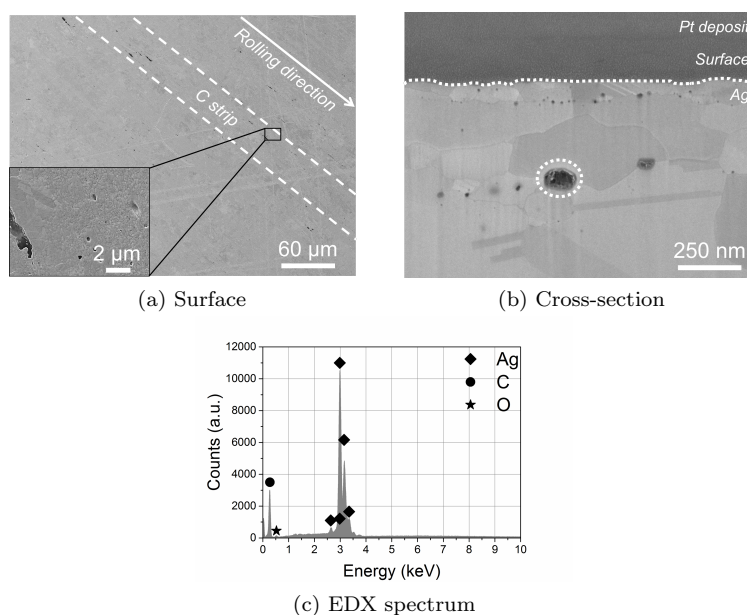 Rolling direction
C strip
2 µm
60 µm
(a) Surface
Pt deposit
Surface
Ag
250 nm
(b) Cross-section
12000
10000
8000
6000
4000
2000
0
Counts (a.u.)
Ag
C
O
0 1 2 3 4 5 6 7 8 9 10
Energy (keV)
(c) EDX spectrum